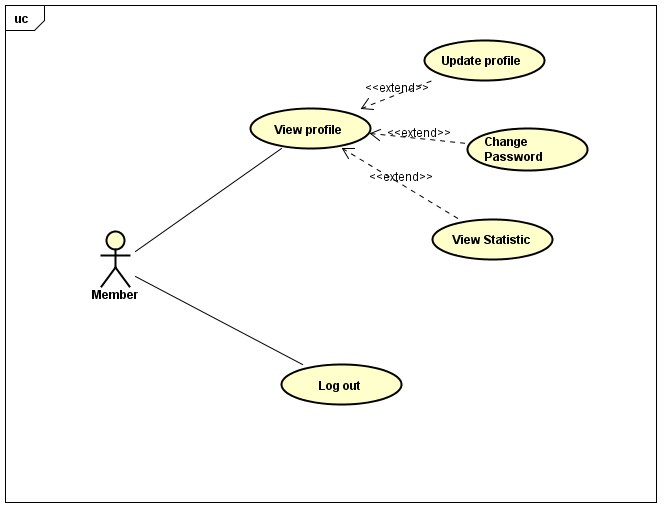 uc
Update profile
<<extend>>
View profile
<<extend>>
Change
Password
<<extend>>
View Statistic
Member
Log out